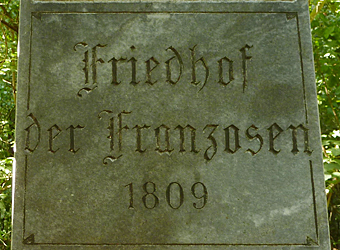 Friedhof
der Franzosen
1809